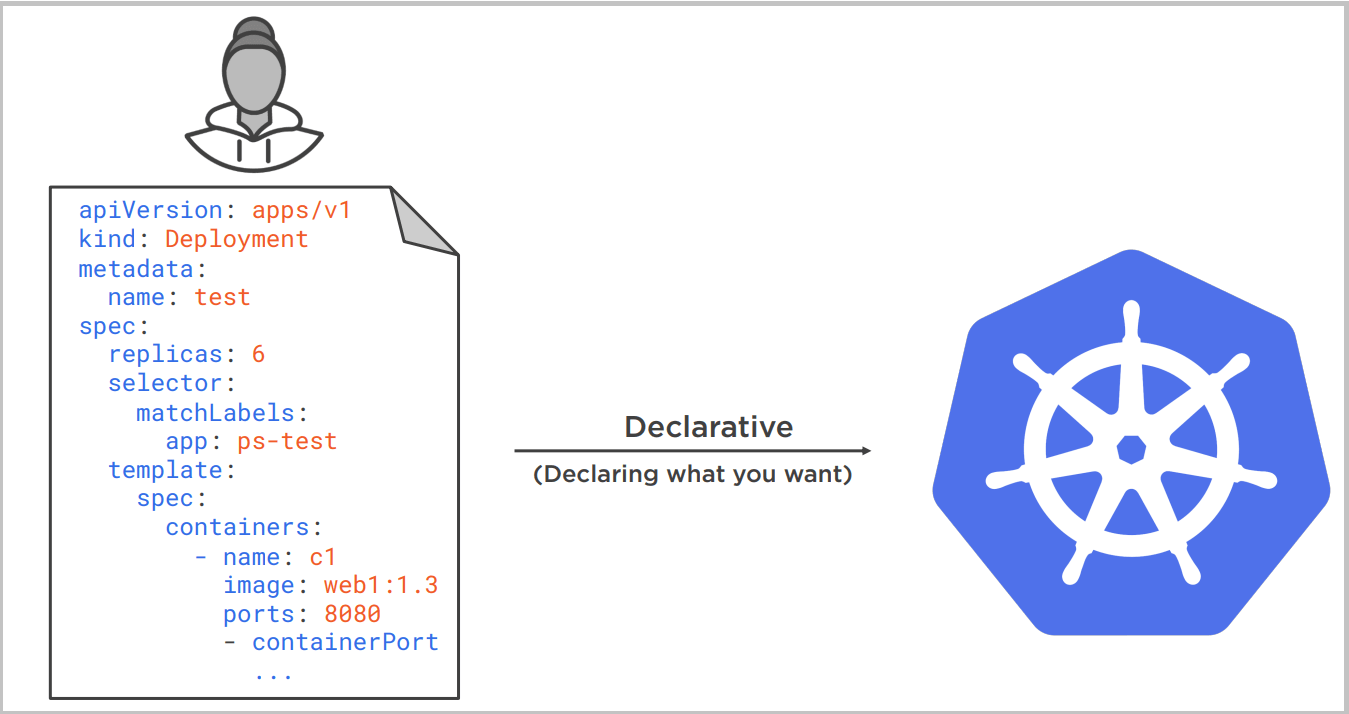 apiVersion: apps/v1
kind: Deployment
metadata:
  name: test
spec:
  replicas: 6
  selector:
    matchLabels:
      app: ps-test
  template:
    spec:
      containers:
        - name: c1
          image: web1:1.3
          ports: 8080
          - containerPort
            ...
Declarative
(Declaring what you want)